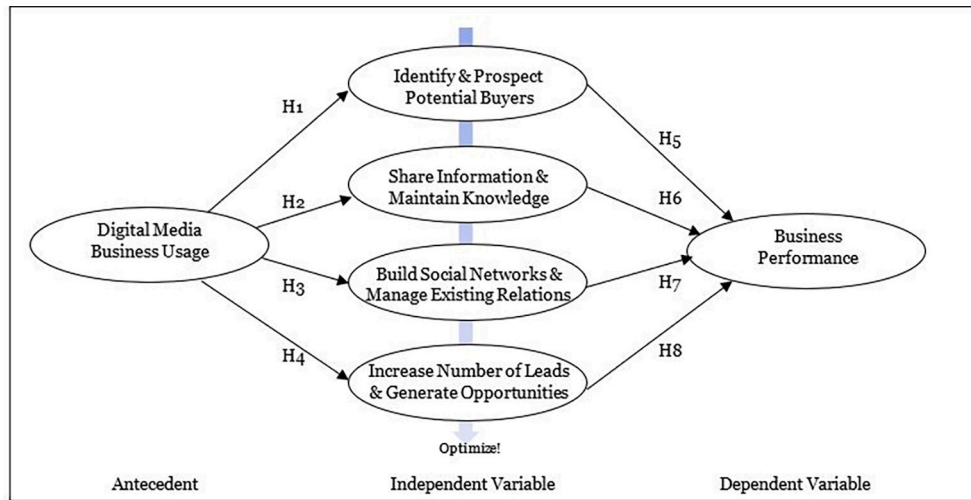 Identify & Prospect
Potential Buyers
H1
H5
Share Information &
Maintain Knowledge
H2
H6
Digital Media
Business Usage
Business
Performance
Build Social Networks &
Manage Existing Relations
H3
H7
H4
H8
Increase Number of Leads
& Generate Opportunities
Optimize!
Antecedent
Independent Variable
Dependent Variable